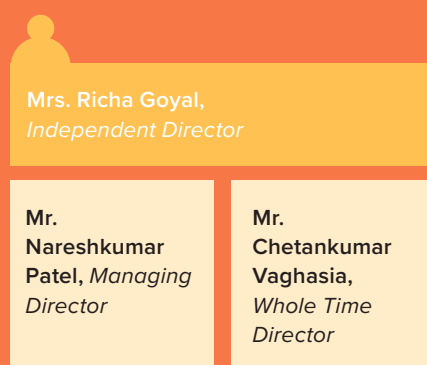 Mrs. Richa Goyal,
Independent Director
Mr.
Nareshkumar
Patel, Managing
Director
Mr.
Chetankumar
Vaghasia,
Whole Time
Director